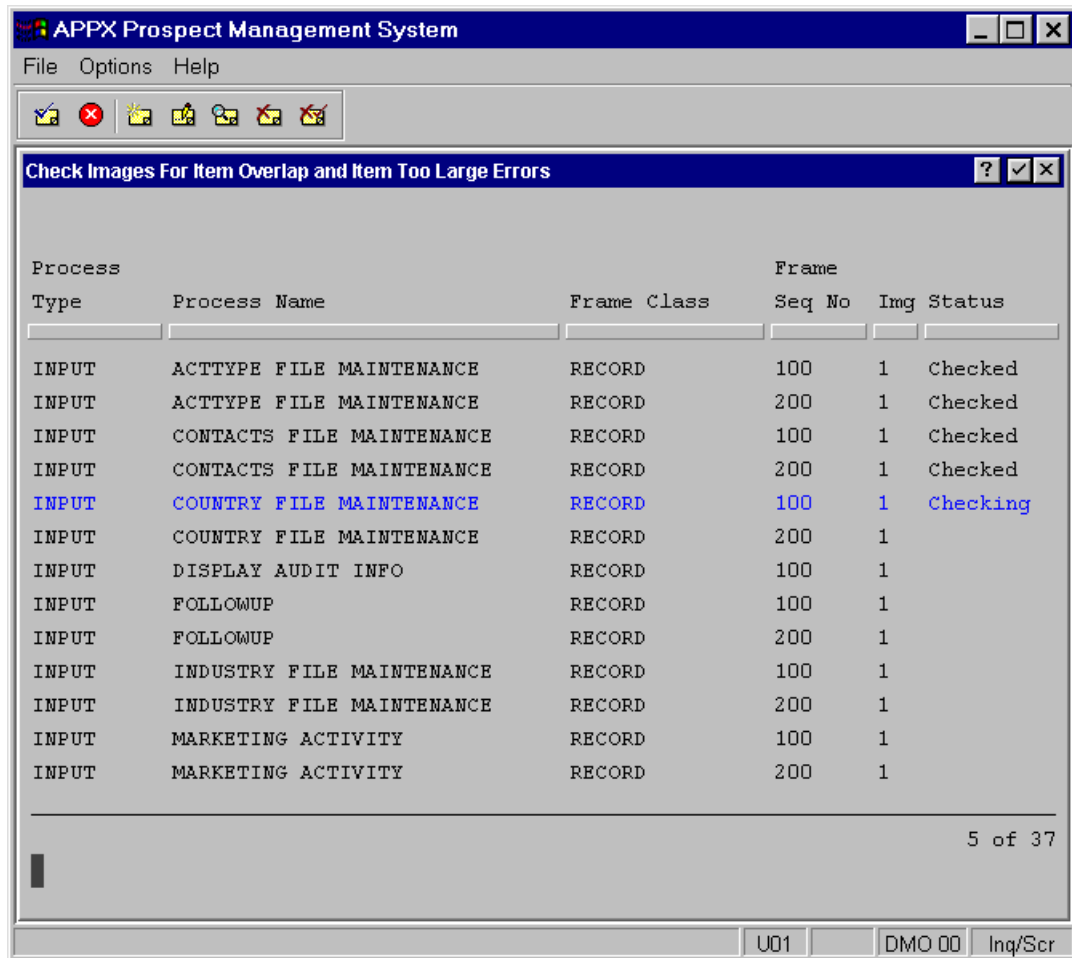 APPX Prospect Management System
File Options Help
Check Images For Item Overlap and Item Too Large Errors
Process Frame
Type Process Name Frame Class Seq No Img Status
INPUT ACTTYPE FILE MAINTENANCE RECORD 100 1 Checked
INPUT ACTTYPE FILE MAINTENANCE RECORD 200 1 Checked
INPUT CONTACTS FILE MAINTENANCE RECORD 100 1 Checked
INPUT CONTACTS FILE MAINTENANCE RECORD 200 1 Checked
INPUT COUNTRY FILE MAINTENANCE RECORD 100 1 Checking
INPUT COUNTRY FILE MAINTENANCE RECORD 200 1
INPUT DISPLAY AUDIT INFO RECORD 100 1
INPUT FOLLOWUP RECORD 100 1
INPUT FOLLOWUP RECORD 200 1
INPUT INDUSTRY FILE MAINTENANCE RECORD 100 1
INPUT INDUSTRY FILE MAINTENANCE RECORD 200 1
INPUT MARKETING ACTIVITY RECORD 100 1
INPUT MARKETING ACTIVITY RECORD 200 1
5 of 37
U01 DMO 00 Inq/Scr